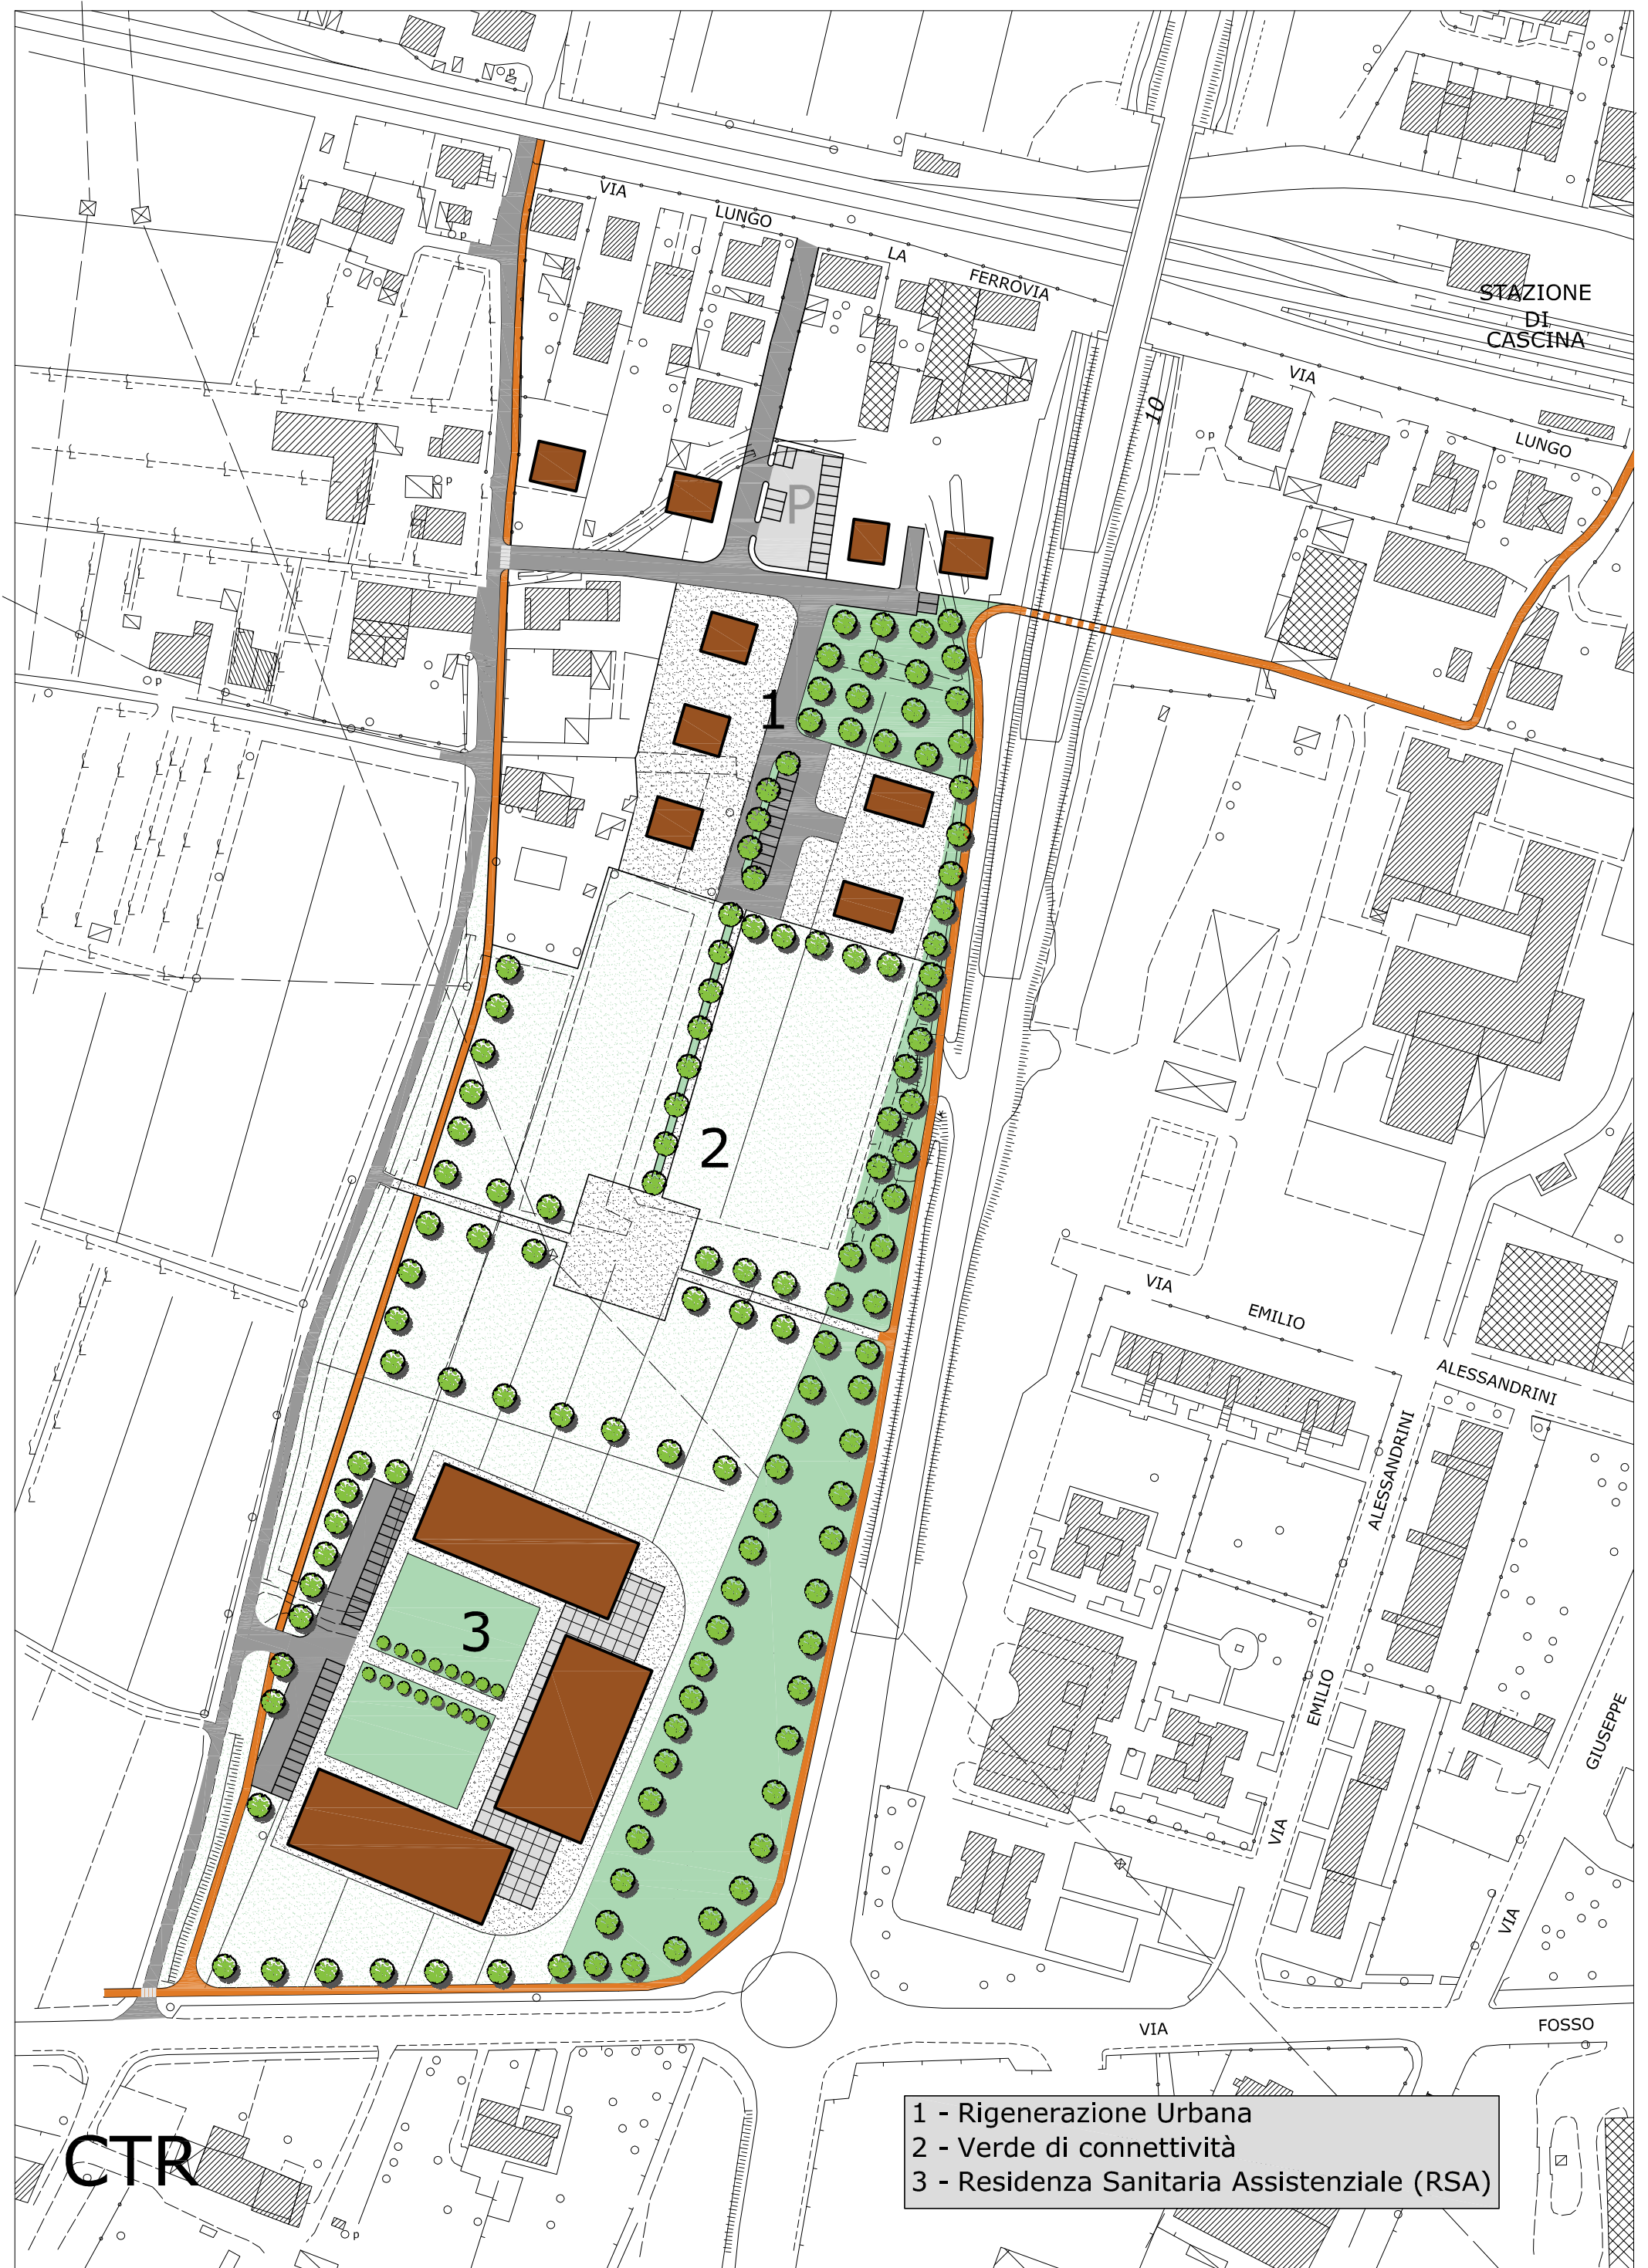 p
VIA
LUNGO
LA
FERROVIA
p
STAZIONE
DI
CASCINA
VIA
10
LUNGO
p
p
P
p
1
2
VIA
EMILIO
ALESSANDRINI
ALESSANDRINI
3
EMILIO
GIUSEPPE
VIA
VIA
VIA
FOSSO
1 - Rigenerazione Urbana
2 - Verde di connettività
3 - Residenza Sanitaria Assistenziale (RSA)
CTR
p